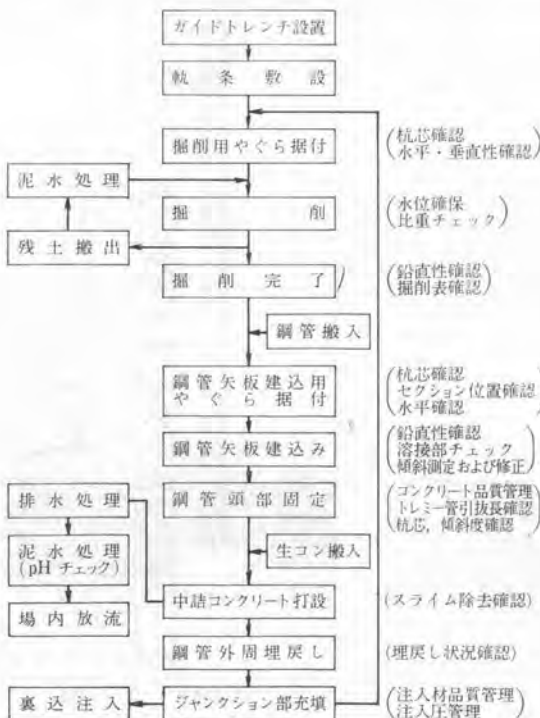 ガイドトレンチ設置
軌条敷設
掘削用やぐら据付
(杭芯確認
水平・垂直性確認)
泥水処理
掘削
(水位確保
比重チェック)
残土搬出
掘削完了
(鉛直性確認
掘削表確認)
鋼管搬入
鋼管矢板建込用
やぐら据付
(杭芯確認
セクション位置確認
水平確認)
鋼管矢板建込み
(鉛直性確認
溶接部チェック
傾斜測定および修正)
排水処理
鋼管頭部固定
(コンクリート品質管理
トレミー管引抜長確認
杭芯,傾斜度確認)
泥水処理
(pHチェック)
生コン搬入
場内放流
中詰コンクリート打設
(スライム除去確認)
鋼管外周埋戻し
(埋戻し状況確認)
裏込注入
ジャンクション部充填
(注入材品質管理
注入圧管理)